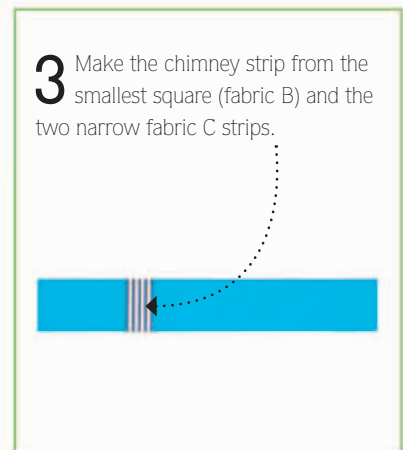 3 Make the chimney strip from the
smallest square (fabric B) and the
two narrow fabric C strips.